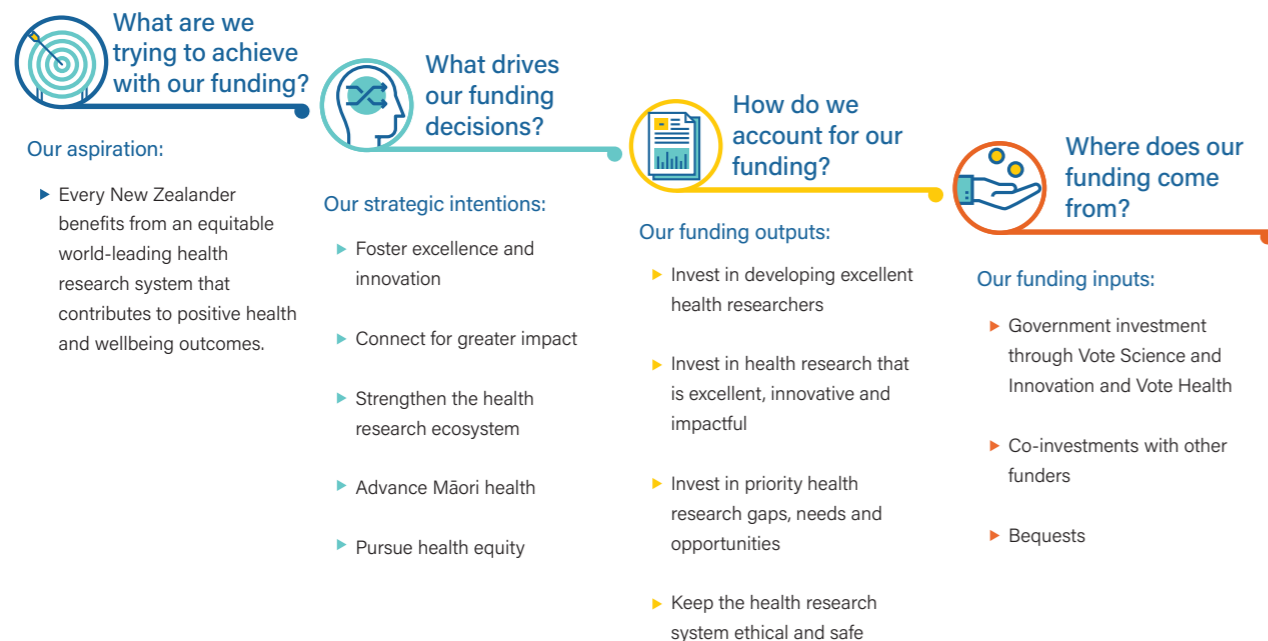 What are we
trying to achieve
with our funding?
Our aspiration:
Every New Zealander
benefits from an equitable
world-leading health
research system that
contributes to positive health
and wellbeing outcomes.
What drives
our funding
decisions?
Our strategic intentions:
Foster excellence and
innovation
Connect for greater impact
Strengthen the health
research ecosystem
Advance Māori health
Pursue health equity
How do we
account for our
funding?
Our funding outputs:
Invest in developing excellent
health researchers
Invest in health research that
is excellent, innovative and
impactful
Invest in priority health
research gaps, needs and
opportunities
Keep the health research
system ethical and safe
Where does our
funding come
from?
Our funding inputs:
Government investment
through Vote Science and
Innovation and Vote Health
Co-investments with other
funders
Bequests